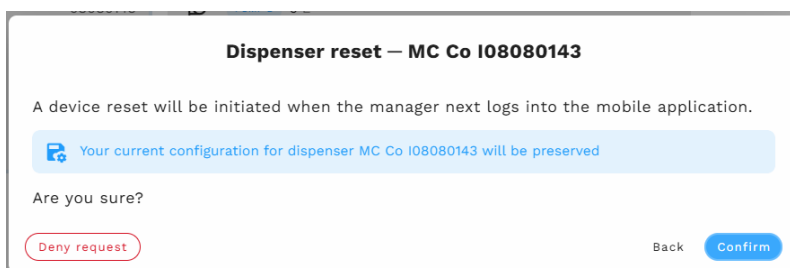 Dispenser reset — MC Co I08080143
A device reset will be initiated when the manager next logs into the mobile application.
Your current configuration for dispenser MC Co I08080143 will be preserved
Are you sure?
Deny request
Back
Confirm